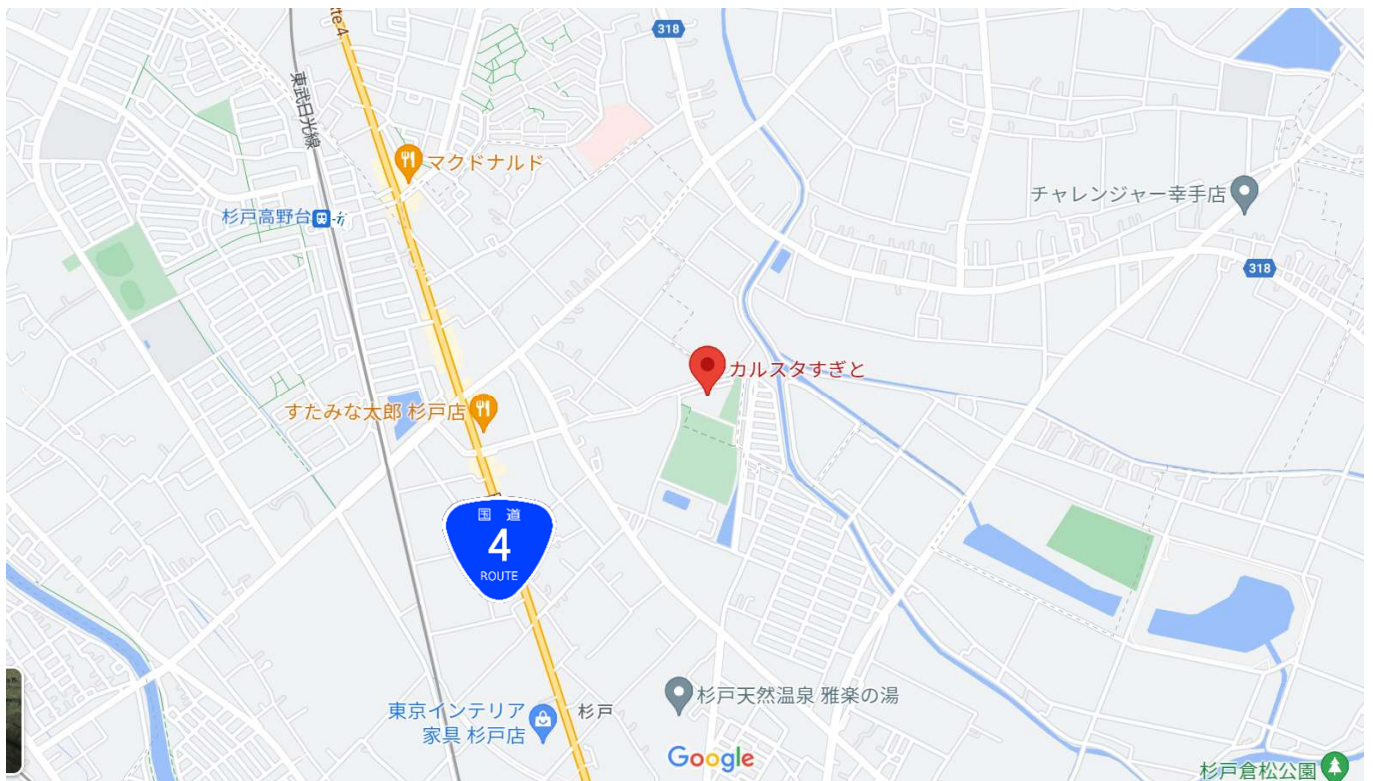 te 4
318
東武日光線
マクドナルド
チャレンジャー幸手店
杉戸高野台
318
カルスタすぎと
すたみな太郎 杉戸店
国道
4
ROUTE
杉戸天然温泉 雅楽の湯
東京インテリア
家具 杉戸店
杉戸
Google
杉戸倉松公園